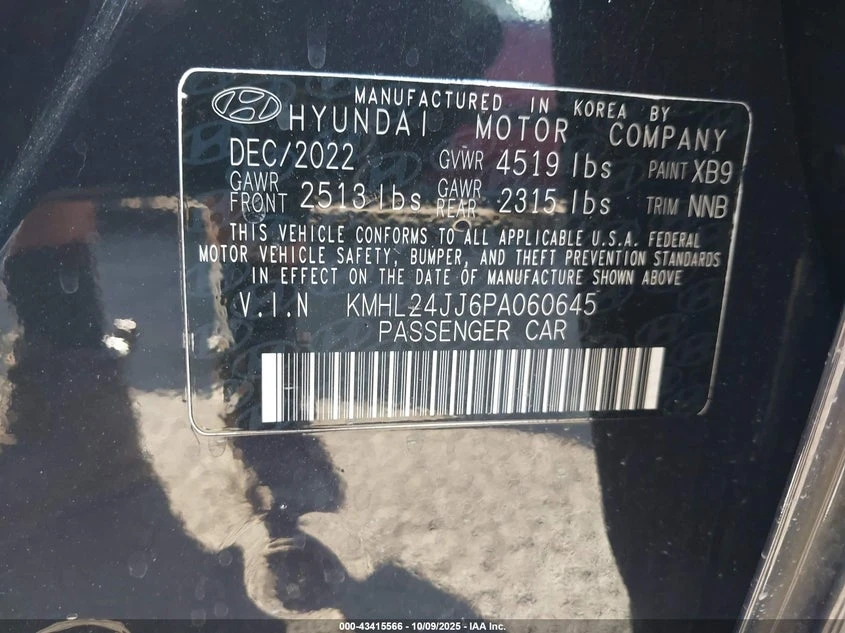 MANUFACTURED IN KOREA BY
HYUNDAI MOTOR COMPANY
DEC/2022 GVWR 4519 lbs PAINT XB9
GAWR FRONT 2513 lbs GAWR REAR 2315 lbs TRIM NNB
THIS VEHICLE CONFORMS TO ALL APPLICABLE U.S.A. FEDERAL
MOTOR VEHICLE SAFETY, BUMPER, AND THEFT PREVENTION STANDARDS
IN EFFECT ON THE DATE OF MANUFACTURE SHOWN ABOVE
V.I.N KMHL24JJ6PA060645
PASSENGER CAR
000-43415566 - 10/09/2025 - IAA Inc.